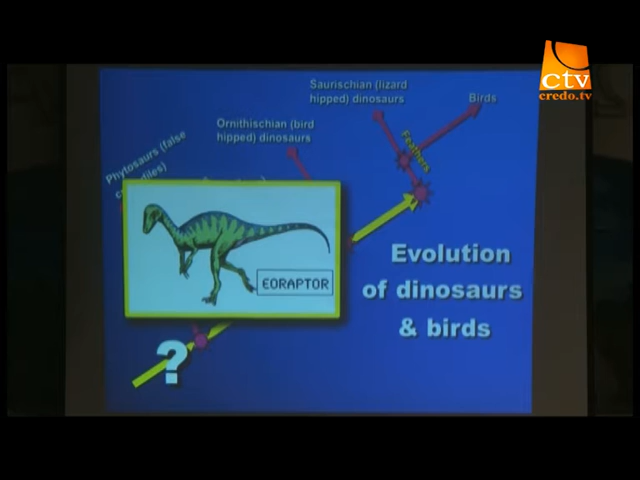 ctv
credo.tv
Saurischian (lizard
hipped) dinosaurs
Birds
Ornithischian (bird
hipped) dinosaurs
Feathers
Phytosaurs (false
EORAPTOR
Evolution
of dinosaurs
& birds
?